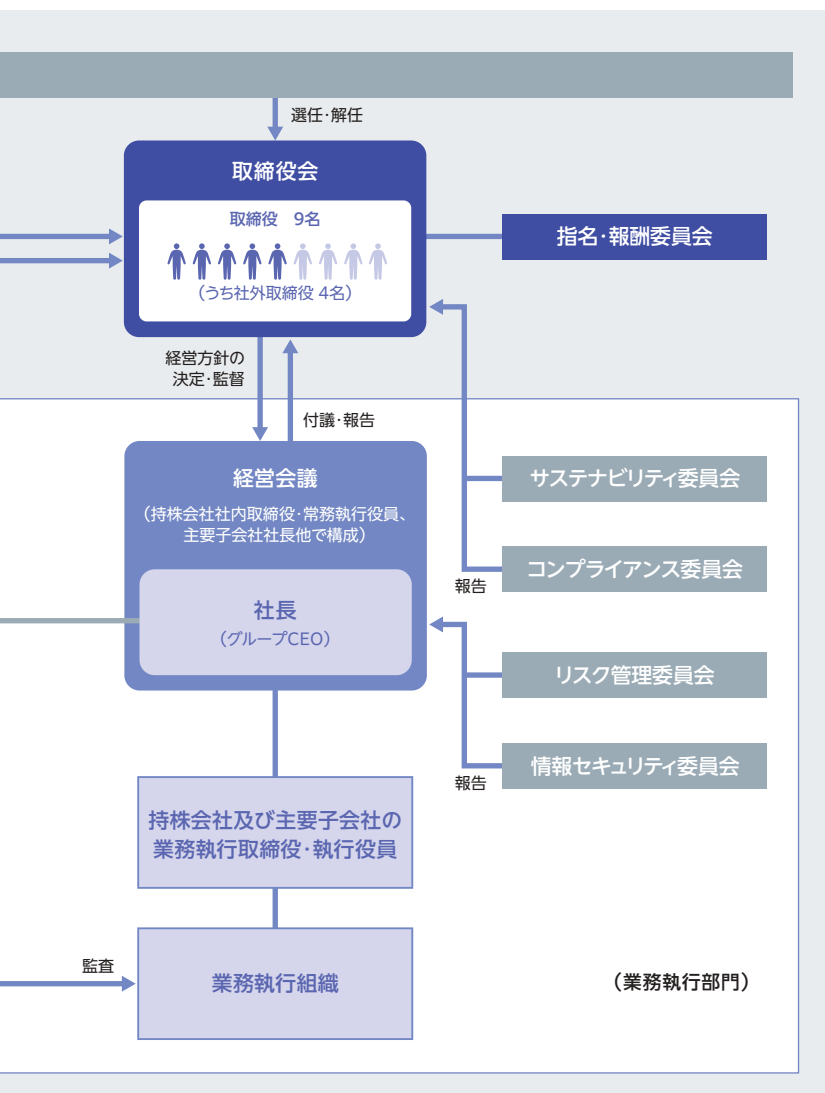 選任・解任
取締役会
取締役 9名
(うち社外取締役 4名)
指名・報酬委員会
経営方針の
決定・監督
付議・報告
経営会議
(持株会社社内取締役・常務執行役員、
主要子会社社長他で構成)
社長
(グループCEO)
サステナビリティ委員会
コンプライアンス委員会
報告
リスク管理委員会
情報セキュリティ委員会
報告
持株会社及び主要子会社の
業務執行取締役・執行役員
監査
業務執行組織
(業務執行部門)